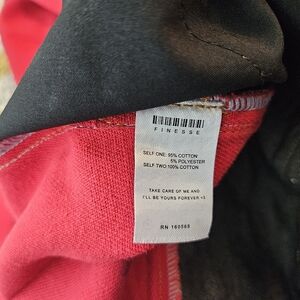 FINESSE
SELF ONE: 95% COTTON
5% POLYESTER
SELF TWO: 100% COTTON
TAKE CARE OF ME AND
I'LL BE YOURS FOREVER <3
RN 160568